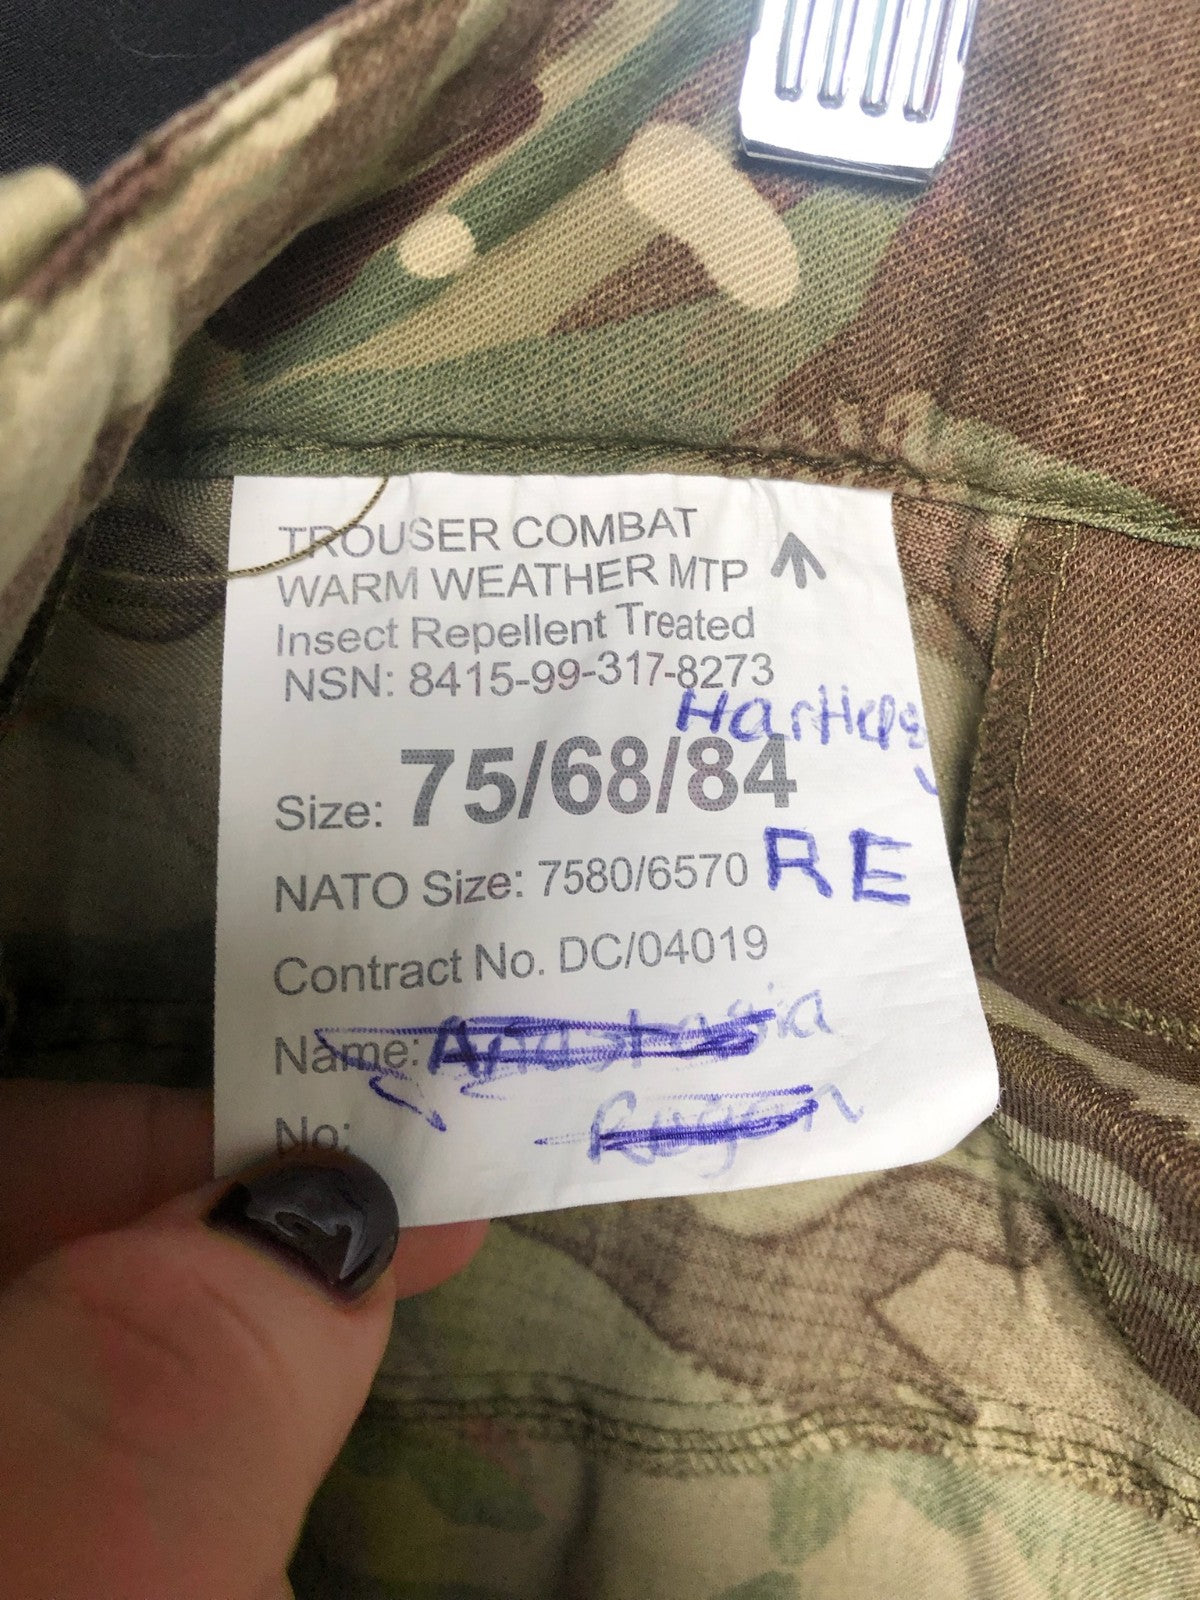 TROUSER COMBAT
WARM WEATHER MTP
Insect Repellent Treated
NSN: 8415-99-317-8273
Size: 75/68/84
NATO Size: 7580/6570 RE
Contract No. DC/04019
Name: Anastasia
No: